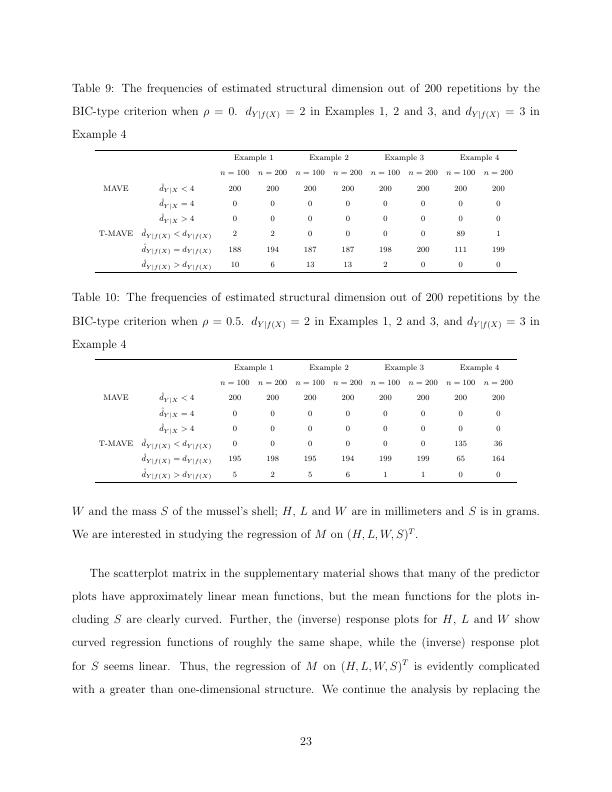 Table 9: The frequencies of estimated structural dimension out of 200 repetitions by the
BIC-type criterion when ρ = 0. d_{Y|f(X)} = 2 in Examples 1, 2 and 3, and d_{Y|f(X)} = 3 in
Example 4
Example 1 Example 2 Example 3 Example 4
n = 100 n = 200 n = 100 n = 200 n = 100 n = 200 n = 100 n = 200
MAVE d̂_{Y|X} < 4 200 200 200 200 200 200 200 200
d̂_{Y|X} = 4 0 0 0 0 0 0 0 0
d̂_{Y|X} > 4 0 0 0 0 0 0 0 0
T-MAVE d̂_{Y|f(X)} < d_{Y|f(X)} 2 2 0 0 0 0 89 1
d̂_{Y|f(X)} = d_{Y|f(X)} 188 194 187 187 198 200 111 199
d̂_{Y|f(X)} > d_{Y|f(X)} 10 6 13 13 2 0 0 0
Table 10: The frequencies of estimated structural dimension out of 200 repetitions by the
BIC-type criterion when ρ = 0.5. d_{Y|f(X)} = 2 in Examples 1, 2 and 3, and d_{Y|f(X)} = 3 in
Example 4
Example 1 Example 2 Example 3 Example 4
n = 100 n = 200 n = 100 n = 200 n = 100 n = 200 n = 100 n = 200
MAVE d̂_{Y|X} < 4 200 200 200 200 200 200 200 200
d̂_{Y|X} = 4 0 0 0 0 0 0 0 0
d̂_{Y|X} > 4 0 0 0 0 0 0 0 0
T-MAVE d̂_{Y|f(X)} < d_{Y|f(X)} 0 0 0 0 0 0 135 36
d̂_{Y|f(X)} = d_{Y|f(X)} 195 198 195 194 199 199 65 164
d̂_{Y|f(X)} > d_{Y|f(X)} 5 2 5 6 1 1 0 0
W and the mass S of the mussel's shell; H, L and W are in millimeters and S is in grams.
We are interested in studying the regression of M on (H, L, W, S)^T.
The scatterplot matrix in the supplementary material shows that many of the predictor
plots have approximately linear mean functions, but the mean functions for the plots in-
cluding S are clearly curved. Further, the (inverse) response plots for H, L and W show
curved regression functions of roughly the same shape, while the (inverse) response plot
for S seems linear. Thus, the regression of M on (H, L, W, S)^T is evidently complicated
with a greater than one-dimensional structure. We continue the analysis by replacing the
23